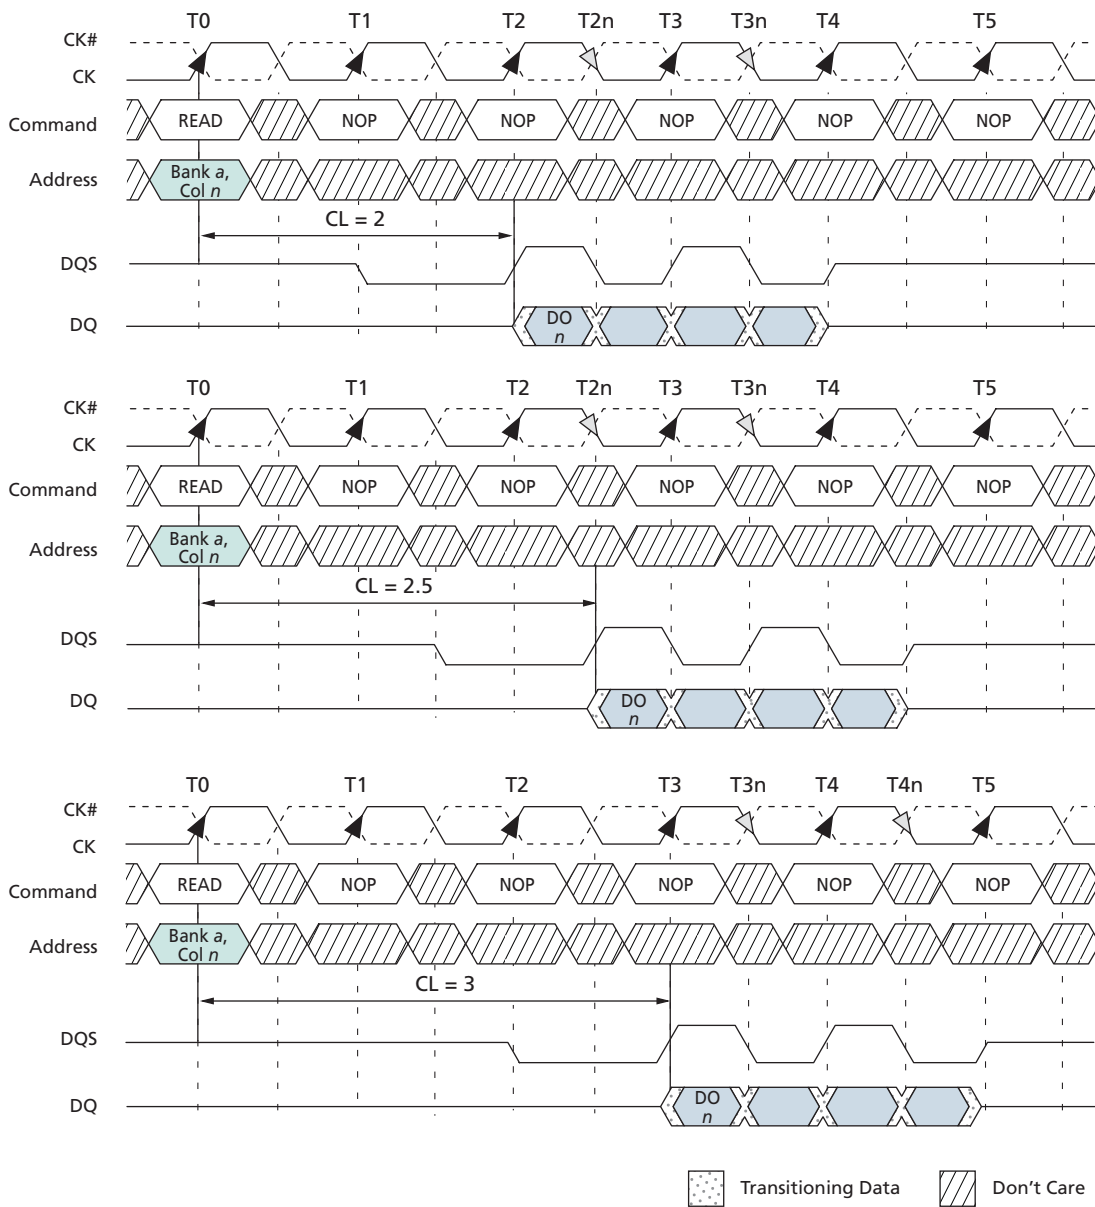 T0 T1 T2 T2n T3 T3n T4 T5
CK#
CK
Command READ NOP NOP NOP NOP NOP
Address Bank a,
Col n
CL = 2
DQS
DQ DO
n
T0 T1 T2 T2n T3 T3n T4 T5
CK#
CK
Command READ NOP NOP NOP NOP NOP
Address Bank a,
Col n
CL = 2.5
DQS
DQ DO
n
T0 T1 T2 T3 T3n T4 T4n T5
CK#
CK
Command READ NOP NOP NOP NOP NOP
Address Bank a,
Col n
CL = 3
DQS
DQ DO
n
Transitioning Data Don't Care